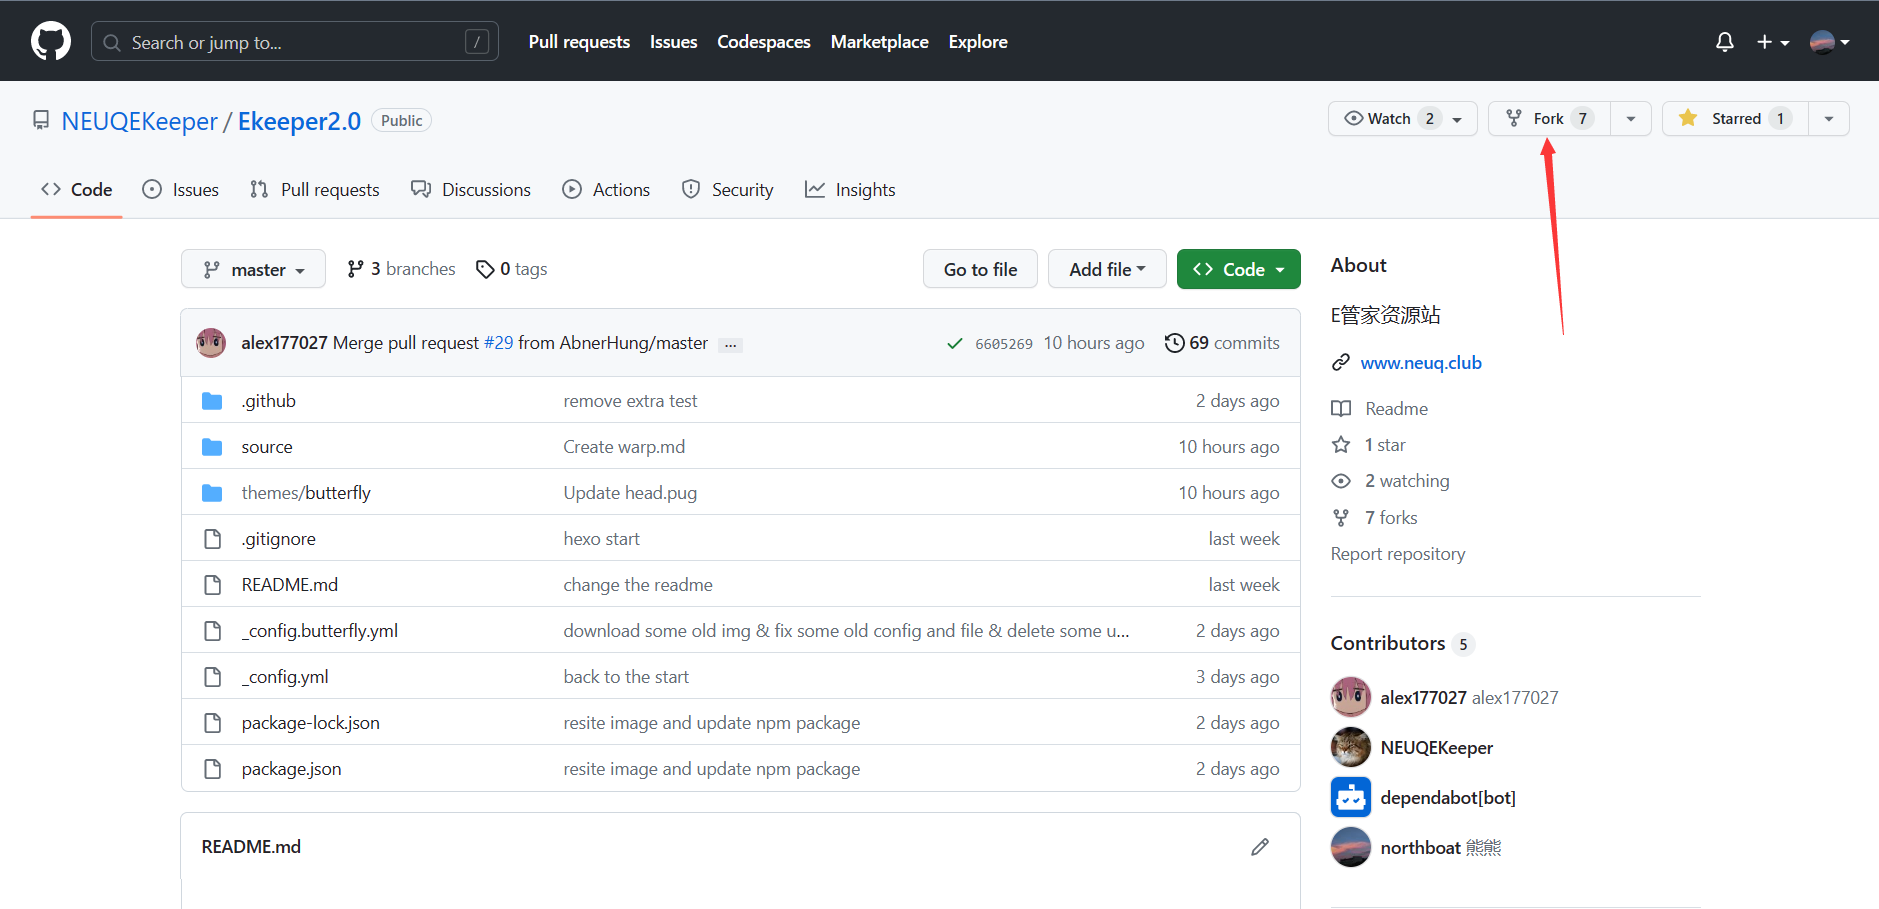 Search or jump to... / Pull requests Issues Codespaces Marketplace Explore
NEUQEKeeper / Ekeeper2.0 Public Watch 2 Fork 7 Starred 1
Code Issues Pull requests Discussions Actions Security Insights
master 3 branches 0 tags Go to file Add file Code
alex177027 Merge pull request #29 from AbnerHung/master ... 6605269 10 hours ago 69 commits
.github remove extra test 2 days ago
source Create warp.md 10 hours ago
themes/butterfly Update head.pug 10 hours ago
.gitignore hexo start last week
README.md change the readme last week
_config.butterfly.yml download some old img & fix some old config and file & delete some u... 2 days ago
_config.yml back to the start 3 days ago
package-lock.json resite image and update npm package 2 days ago
package.json resite image and update npm package 2 days ago
README.md
About
E管家资源站
www.neuq.club
Readme
1 star
2 watching
7 forks
Report repository
Contributors 5
alex177027 alex177027
NEUQEKeeper
dependabot[bot]
northboat 熊熊